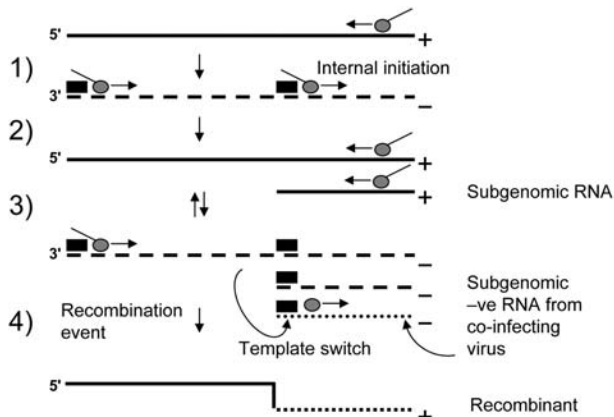 5'
+
1)
Internal initiation
3'
–
2)
5'
+
+
Subgenomic RNA
3)
3'
–
Subgenomic
–
–ve RNA from
4)
Recombination
event
–
co-infecting
virus
Template switch
5'
+
Recombinant